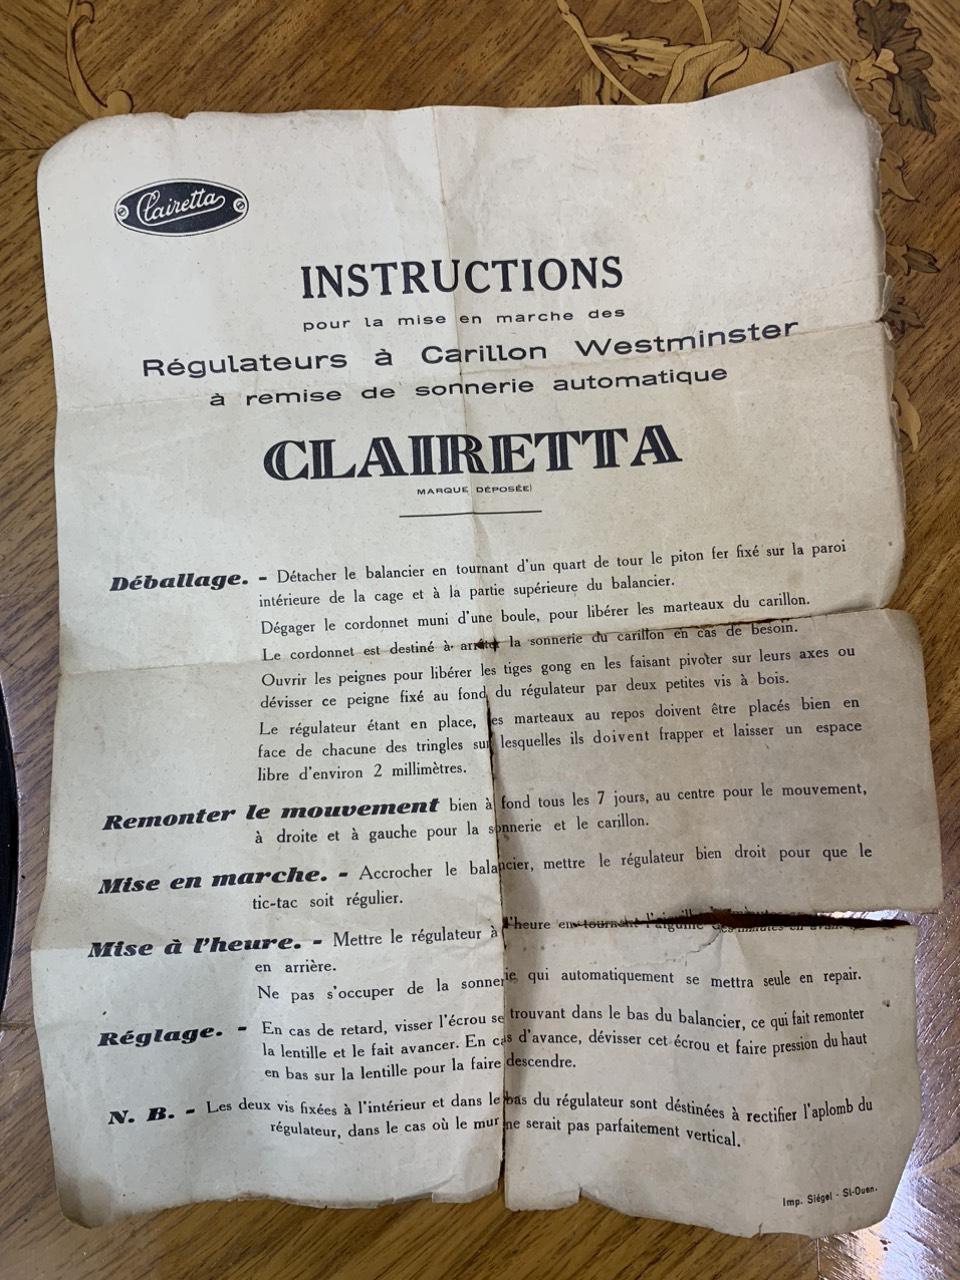 Clairetta
INSTRUCTIONS
pour la mise en marche des
Régulateurs à Carillon Westminster
à remise de sonnerie automatique
CLAIRETTA
MARQUE DÉPOSÉE
Déballage. - Détacher le balancier en tournant d'un quart de tour le piton fer fixé sur la paroi
intérieure de la cage et à la partie supérieure du balancier.
Dégager le cordonnet muni d'une boule, pour libérer les marteaux du carillon.
Le cordonnet est destiné à arrêter la sonnerie du carillon en cas de besoin.
Ouvrir les peignes pour libérer les tiges gong en les faisant pivoter sur leurs axes ou
dévisser ce peigne fixé au fond du régulateur par deux petites vis à bois.
Le régulateur étant en place, les marteaux au repos doivent être placés bien en
face de chacune des tringles sur lesquelles ils doivent frapper et laisser un espace
libre d'environ 2 millimètres.
Remonter le mouvement bien à fond tous les 7 jours, au centre pour le mouvement,
à droite et à gauche pour la sonnerie et le carillon.
Mise en marche. - Accrocher le balancier, mettre le régulateur bien droit pour que le
tic-tac soit régulier.
Mise à l'heure. - Mettre le régulateur à l'heure en tournant l'aiguille des minutes en avant
en arrière.
Ne pas s'occuper de la sonnerie qui automatiquement se mettra seule en repair.
Réglage. - En cas de retard, visser l'écrou se trouvant dans le bas du balancier, ce qui fait remonter
la lentille et le fait avancer. En cas d'avance, dévisser cet écrou et faire pression du haut
en bas sur la lentille pour la faire descendre.
N. B. - Les deux vis fixées à l'intérieur et dans le bas du régulateur sont déstinées à rectifier l'aplomb du
régulateur, dans le cas où le mur ne serait pas parfaitement vertical.
Imp. Siégel - St-Ouen.